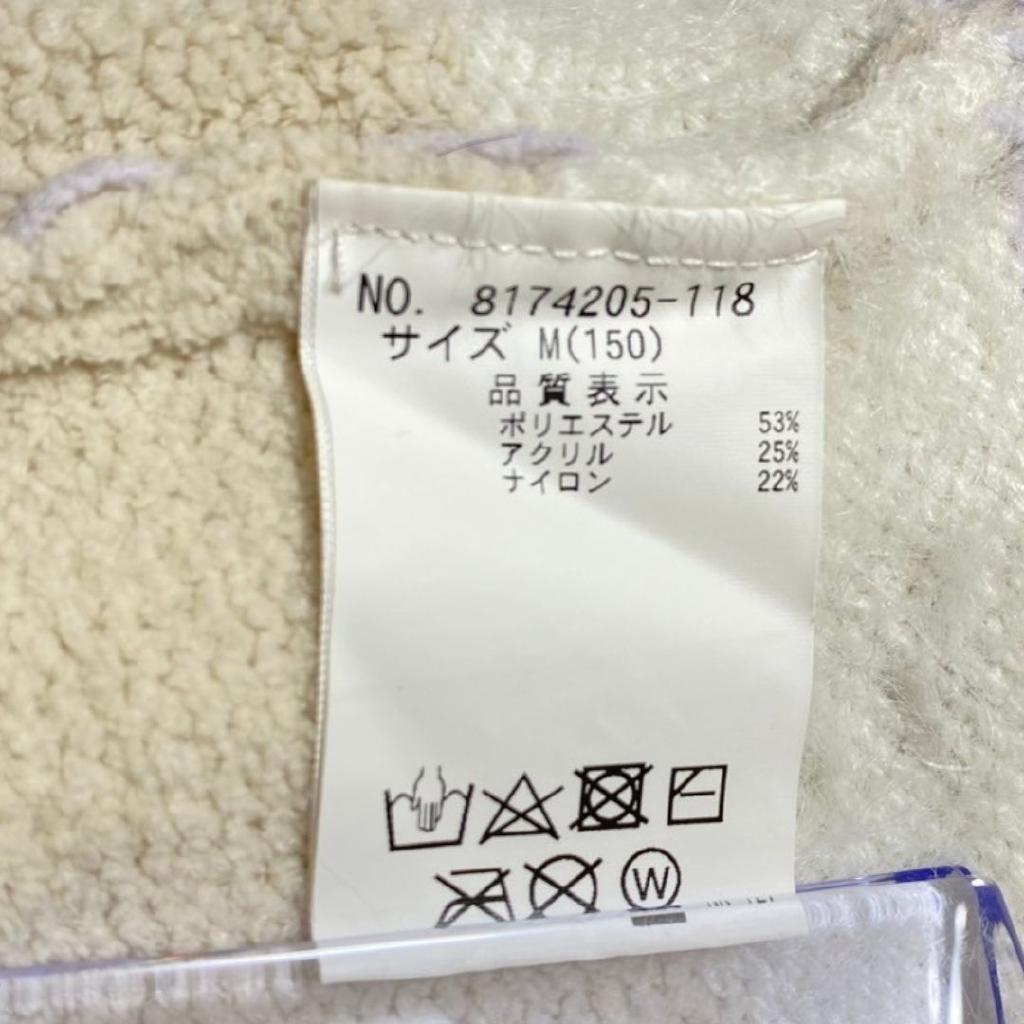 NO. 8174205-118
サイズ M(150)
品質表示
ポリエステル 53%
アクリル 25%
ナイロン 22%
W